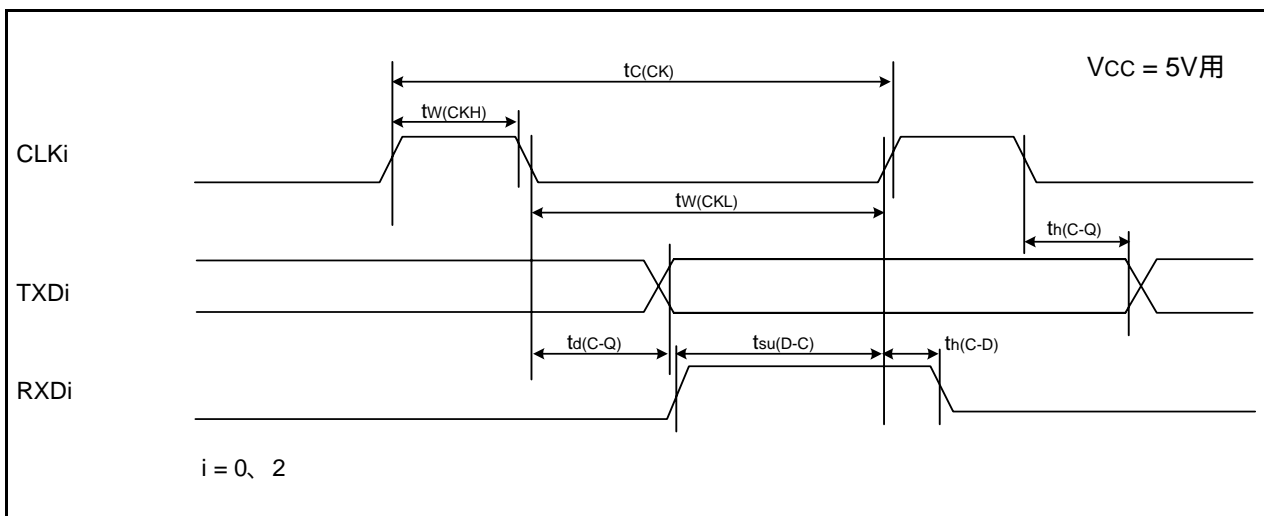 VCC = 5V用
tC(CK)
tW(CKH)
CLKi
tW(CKL)
th(C-Q)
TXDi
td(C-Q)
tsu(D-C)
th(C-D)
RXDi
i = 0、2